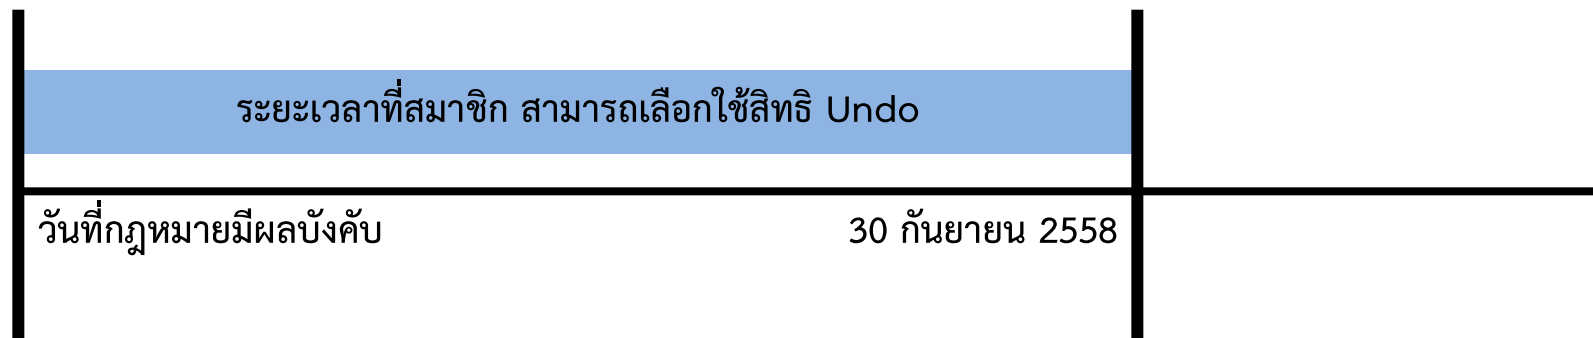 ระยะเวลาที่สมาชิก สามารถเลือกใช้สิทธิ Undo
วันที่กฎหมายมีผลบังคับ 30 กันยายน 2558